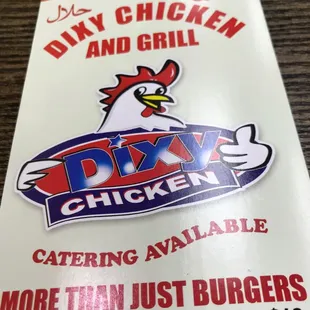 حلال
DIXY CHICKEN
AND GRILL
Dixy
CHICKEN
CATERING AVAILABLE
MORE THAN JUST BURGERS